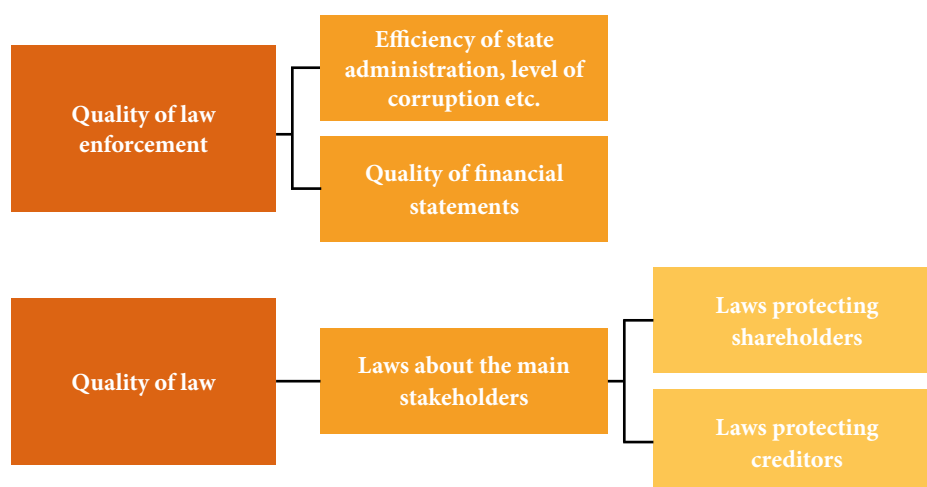 Quality of law
enforcement
Efficiency of state
administration, level of
corruption etc.
Quality of financial
statements
Quality of law
Laws about the main
stakeholders
Laws protecting
shareholders
Laws protecting
creditors